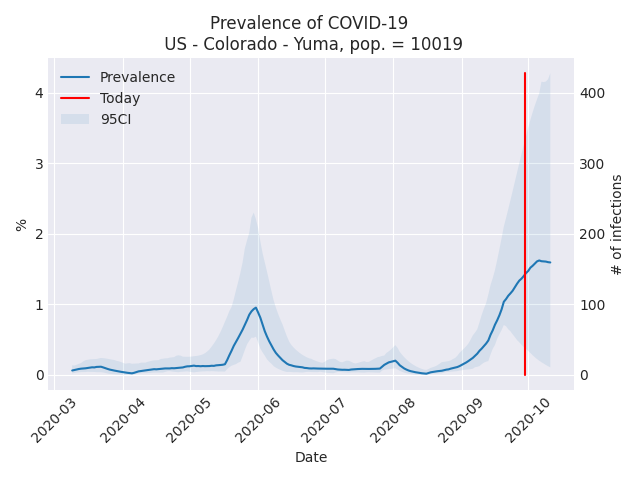 Prevalence of COVID-19
US - Colorado - Yuma, pop. = 10019
Prevalence
Today
95CI
%
4
3
2
1
0
400
300
200
100
0
# of infections
2020-03
2020-04
2020-05
2020-06
2020-07
2020-08
2020-09
2020-10
Date